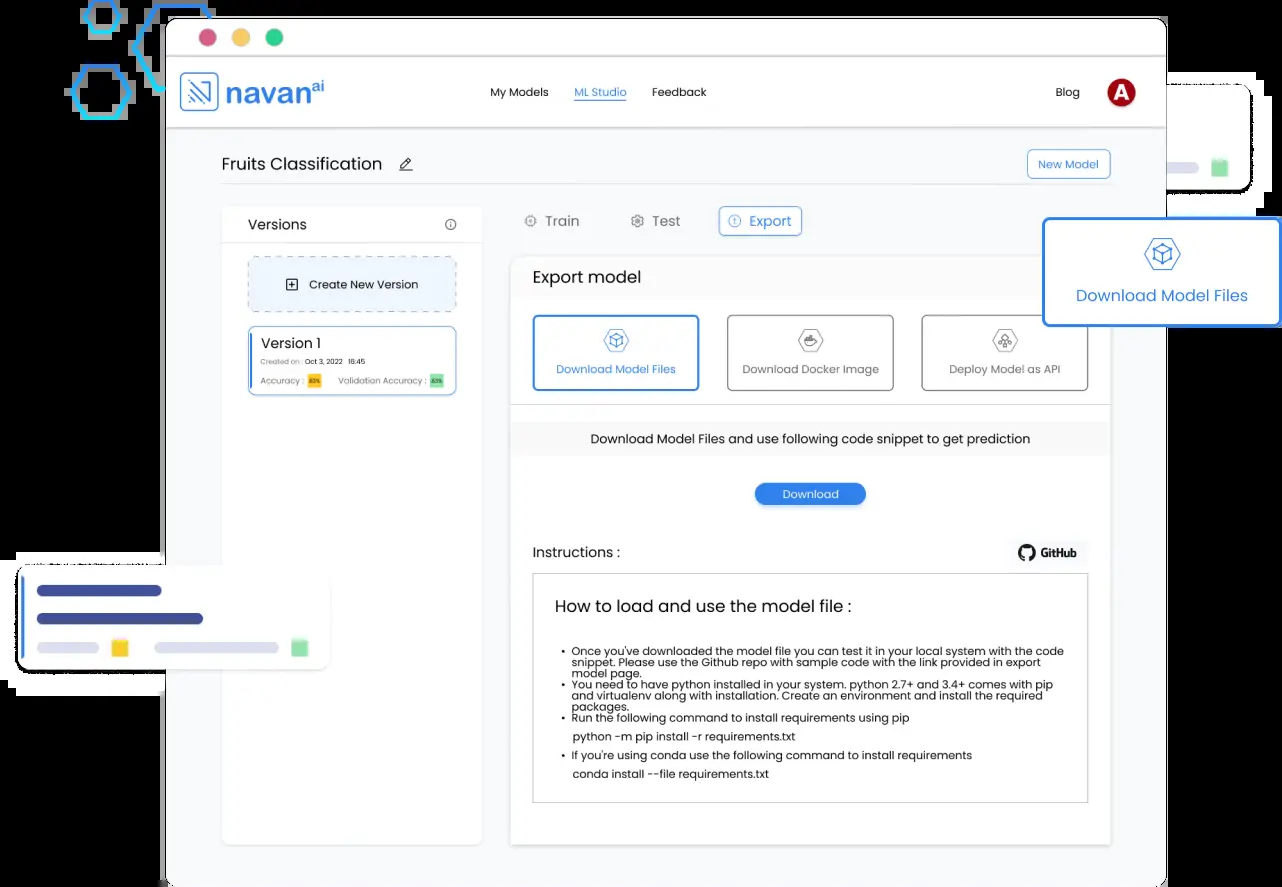 navan ai
My Models ML Studio Feedback
Blog
A
Fruits Classification
New Model
Versions
Create New Version
Version 1
Created on : Oct 3, 2022 18:45
Accuracy : 80% Validation Accuracy : 83%
Train Test Export
Export model
Download Model Files
Download Docker Image
Deploy Model as API
Download Model Files
Download Model Files and use following code snippet to get prediction
Download
Instructions :
GitHub
How to load and use the model file :
• Once you've downloaded the model file you can test it in your local system with the code
snippet. Please use the Github repo with sample code with the link provided in export
model page.
• You need to have python installed in your system. python 2.7+ and 3.4+ comes with pip
and virtualenv along with installation. Create an environment and install the required
packages.
• Run the following command to install requirements using pip
python -m pip install -r requirements.txt
• If you're using conda use the following command to install requirements
conda install --file requirements.txt